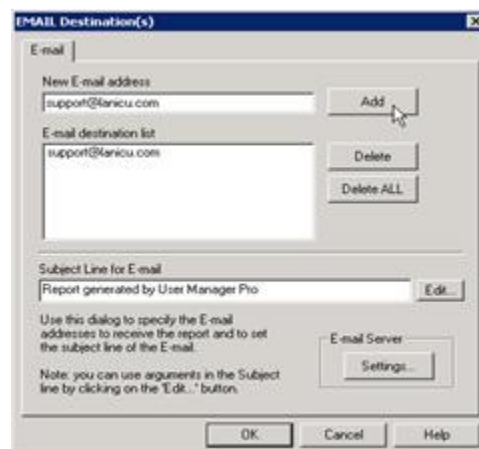 EMAIL Destination(s)
E-mail
New E-mail address
support@lanicu.com
Add
E-mail destination list
support@lanicu.com
Delete
Delete ALL
Subject Line for E-mail
Report generated by User Manager Pro
Edit...
Use this dialog to specify the E-mail
addresses to receive the report and to set
the subject line of the E-mail.
E-mail Server
Settings...
Note: you can use arguments in the Subject
line by clicking on the 'Edit...' button.
OK
Cancel
Help